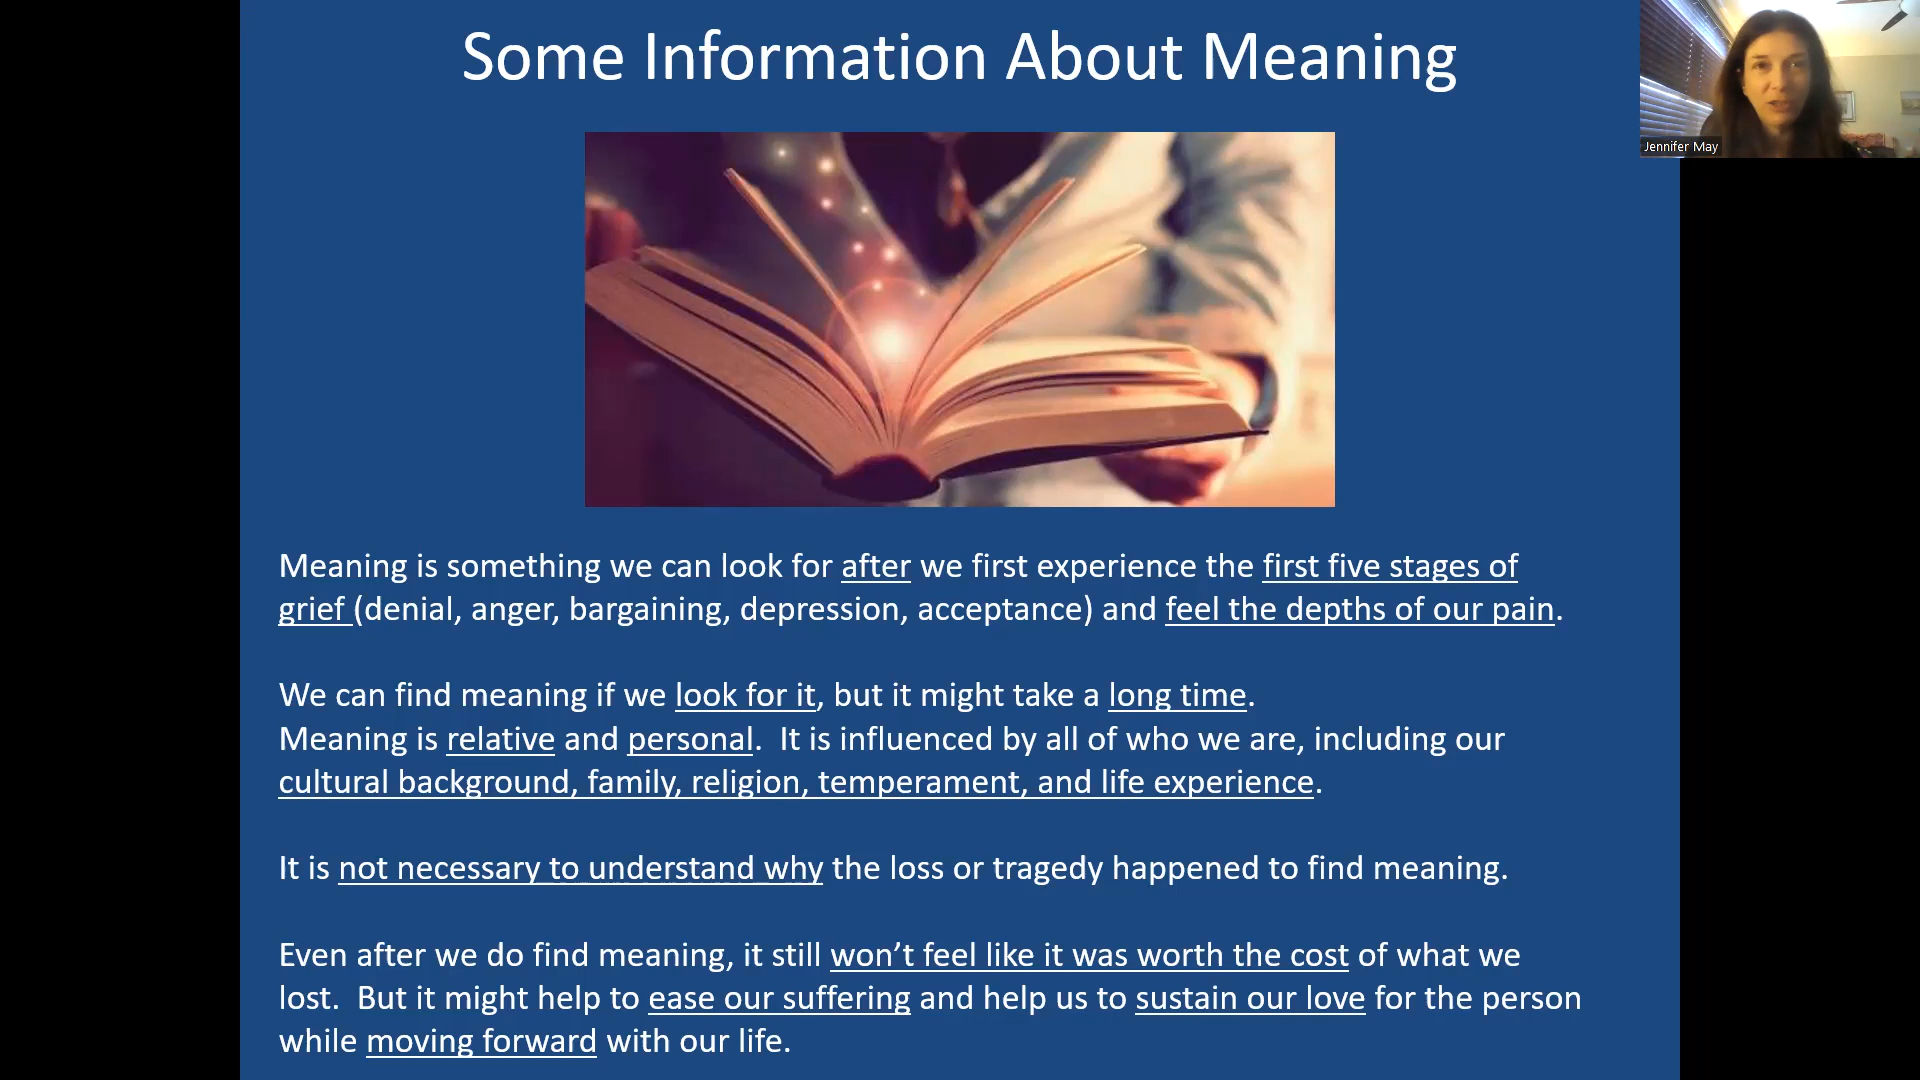 Some Information About Meaning
Jennifer May
Meaning is something we can look for after we first experience the first five stages of
grief (denial, anger, bargaining, depression, acceptance) and feel the depths of our pain.
We can find meaning if we look for it, but it might take a long time.
Meaning is relative and personal.  It is influenced by all of who we are, including our
cultural background, family, religion, temperament, and life experience.
It is not necessary to understand why the loss or tragedy happened to find meaning.
Even after we do find meaning, it still won’t feel like it was worth the cost of what we
lost.  But it might help to ease our suffering and help us to sustain our love for the person
while moving forward with our life.